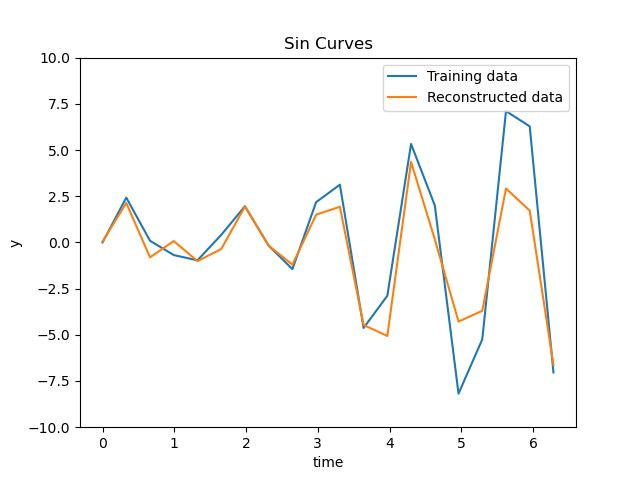 Sin Curves
Training data
Reconstructed data
10.0
7.5
5.0
2.5
0.0
−2.5
−5.0
−7.5
−10.0
y
0 1 2 3 4 5 6
time